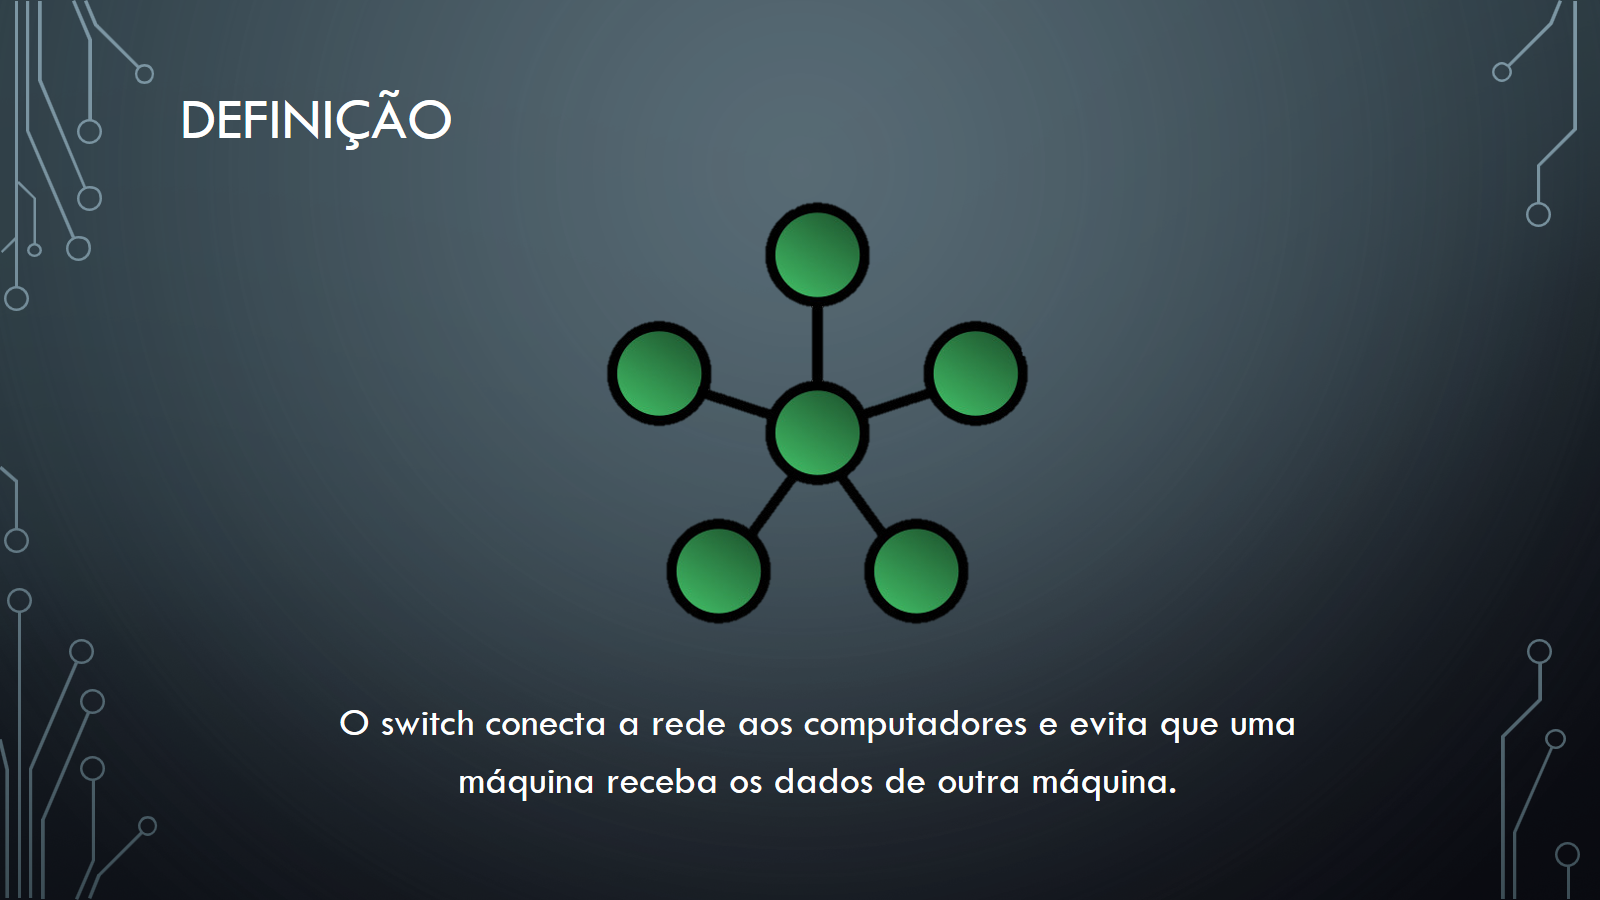 DEFINIÇÃO
O switch conecta a rede aos computadores e evita que uma
máquina receba os dados de outra máquina.